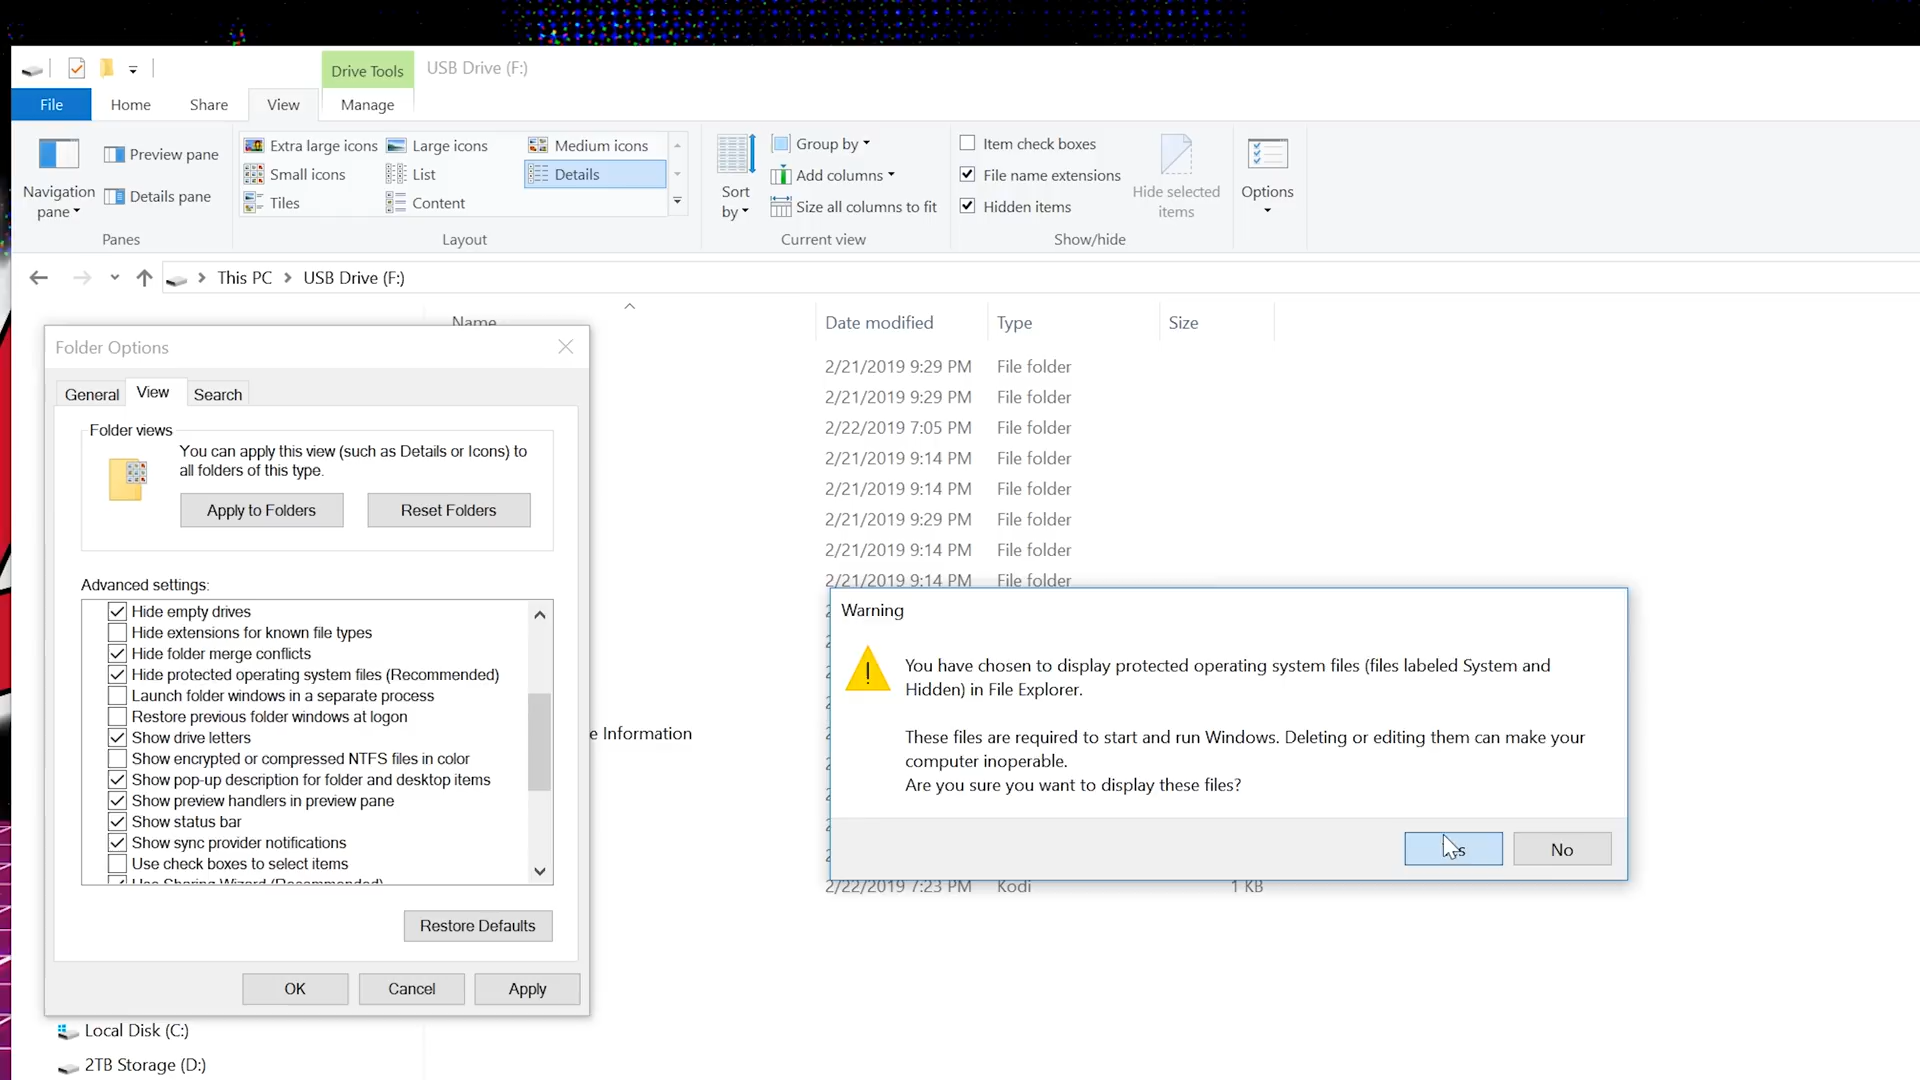 Drive Tools
USB Drive (F:)
File
Home
Share
View
Manage
Navigation
pane
Preview pane
Details pane
Panes
Extra large icons
Large icons
Medium icons
Small icons
List
Details
Tiles
Content
Layout
Sort
by
Group by
Add columns
Size all columns to fit
Current view
Item check boxes
File name extensions
Hidden items
Show/hide
Hide selected
items
Options
This PC
USB Drive (F:)
Name
Date modified
Type
Size
2/21/2019 9:29 PM File folder
2/21/2019 9:29 PM File folder
2/22/2019 7:05 PM File folder
2/21/2019 9:14 PM File folder
2/21/2019 9:14 PM File folder
2/21/2019 9:29 PM File folder
2/21/2019 9:14 PM File folder
2/21/2019 9:14 PM File folder
e Information
2/22/2019 7:23 PM Kodi 1 KB
Folder Options
General
View
Search
Folder views
You can apply this view (such as Details or Icons) to
all folders of this type.
Apply to Folders
Reset Folders
Advanced settings:
Hide empty drives
Hide extensions for known file types
Hide folder merge conflicts
Hide protected operating system files (Recommended)
Launch folder windows in a separate process
Restore previous folder windows at logon
Show drive letters
Show encrypted or compressed NTFS files in color
Show pop-up description for folder and desktop items
Show preview handlers in preview pane
Show status bar
Show sync provider notifications
Use check boxes to select items
Use Sharing Wizard (Recommended)
Restore Defaults
OK
Cancel
Apply
Local Disk (C:)
2TB Storage (D:)
Warning
You have chosen to display protected operating system files (files labeled System and
Hidden) in File Explorer.
These files are required to start and run Windows. Deleting or editing them can make your
computer inoperable.
Are you sure you want to display these files?
No